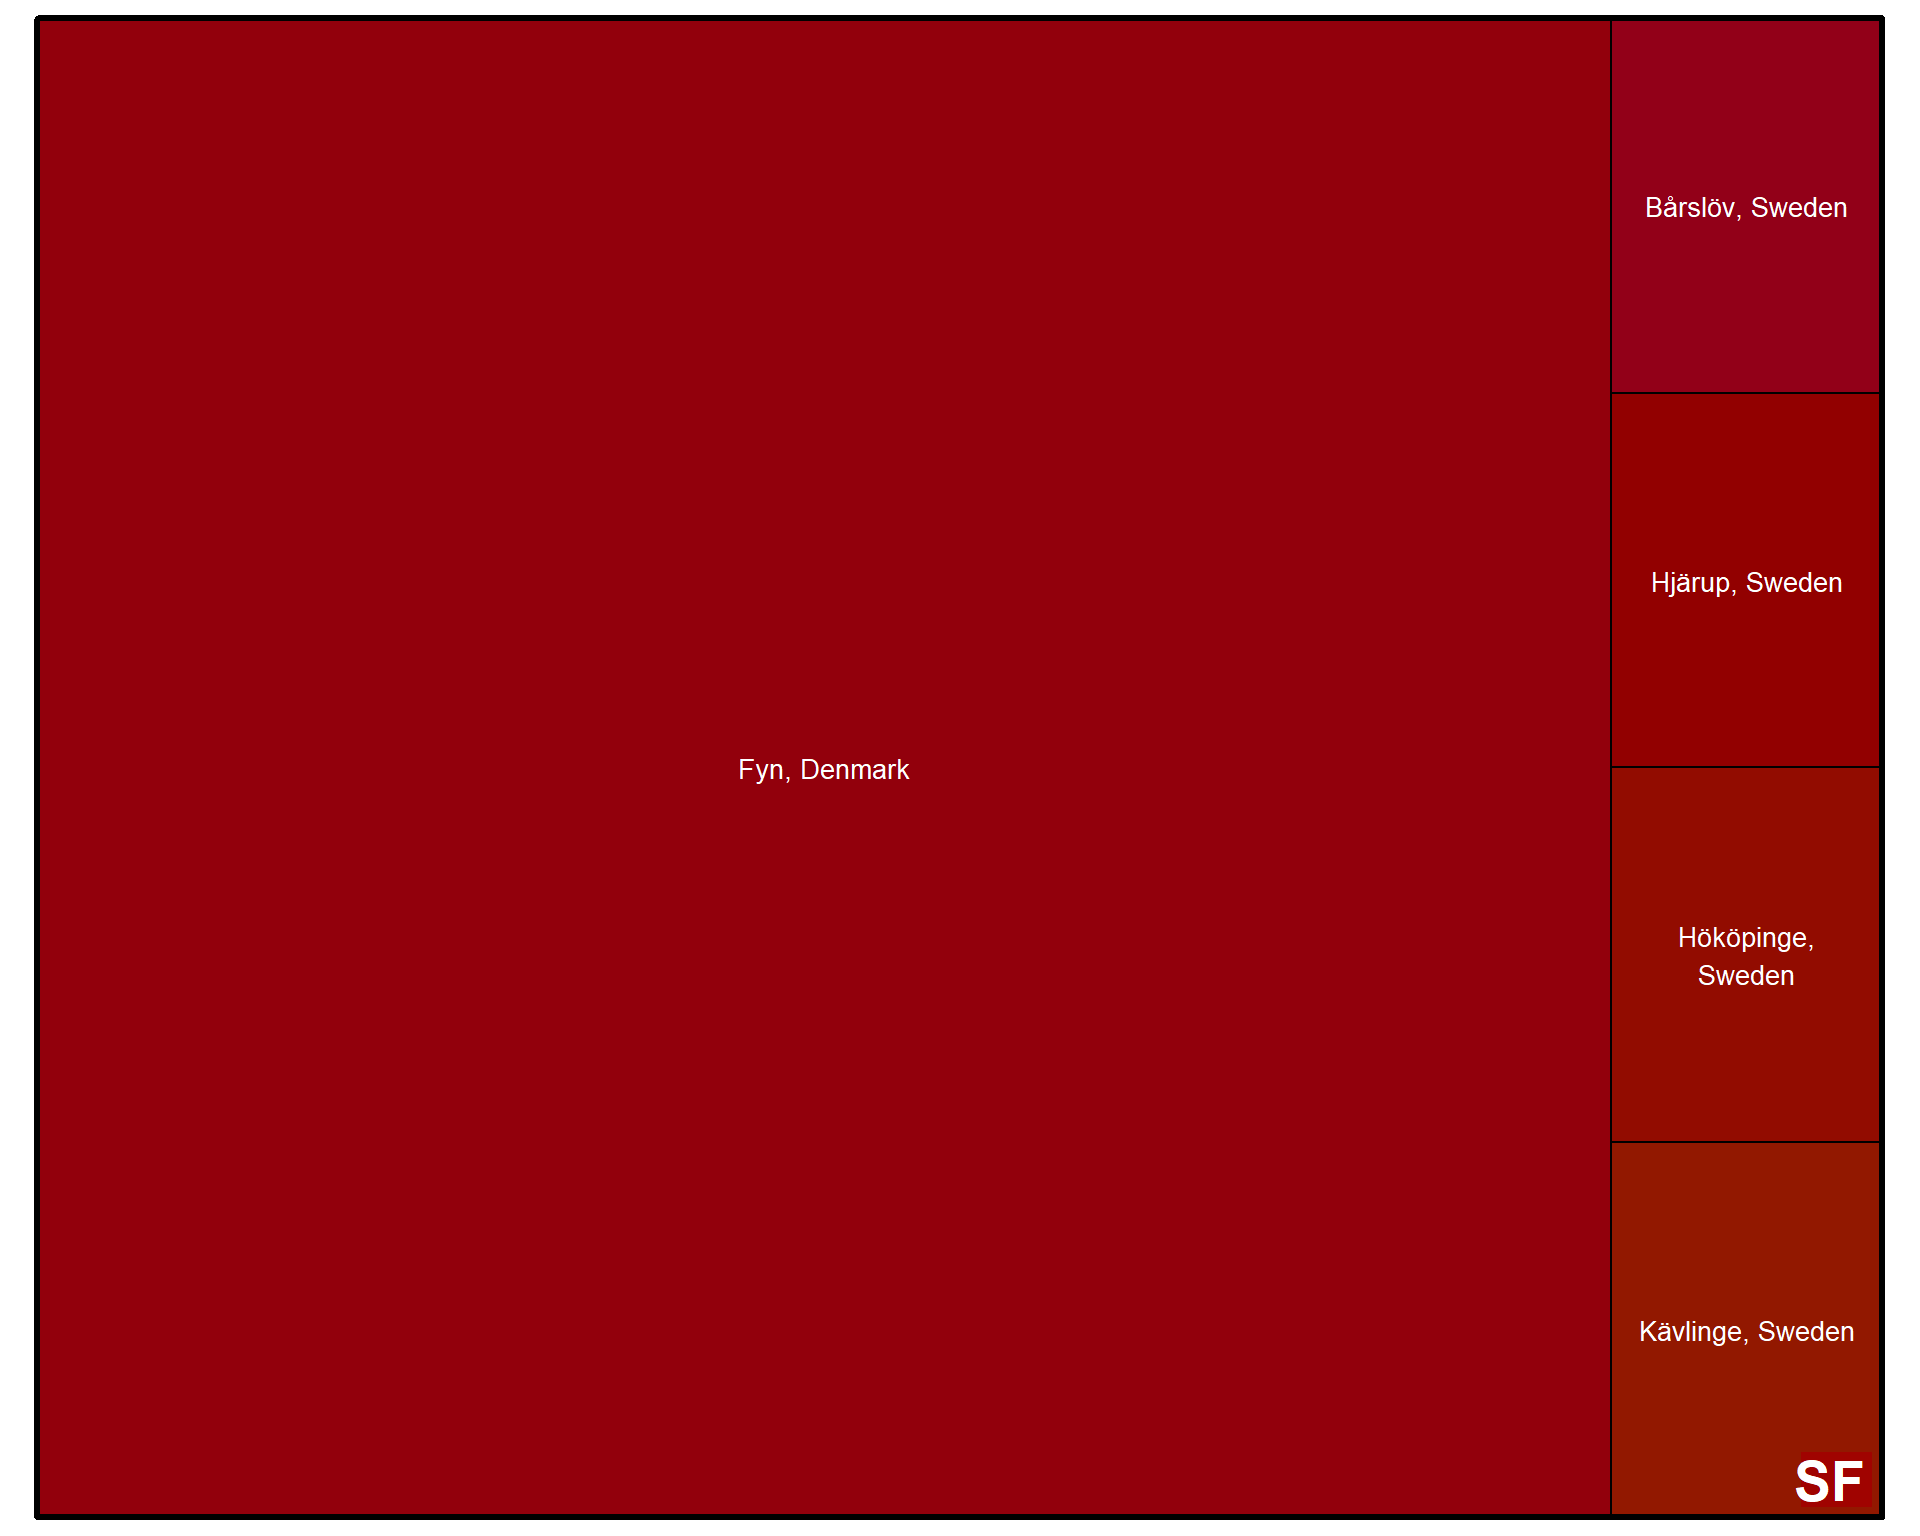 Bårslöv, Sweden
Hjärup, Sweden
Fyn, Denmark
Hököpinge,
Sweden
Kävlinge, Sweden
SF